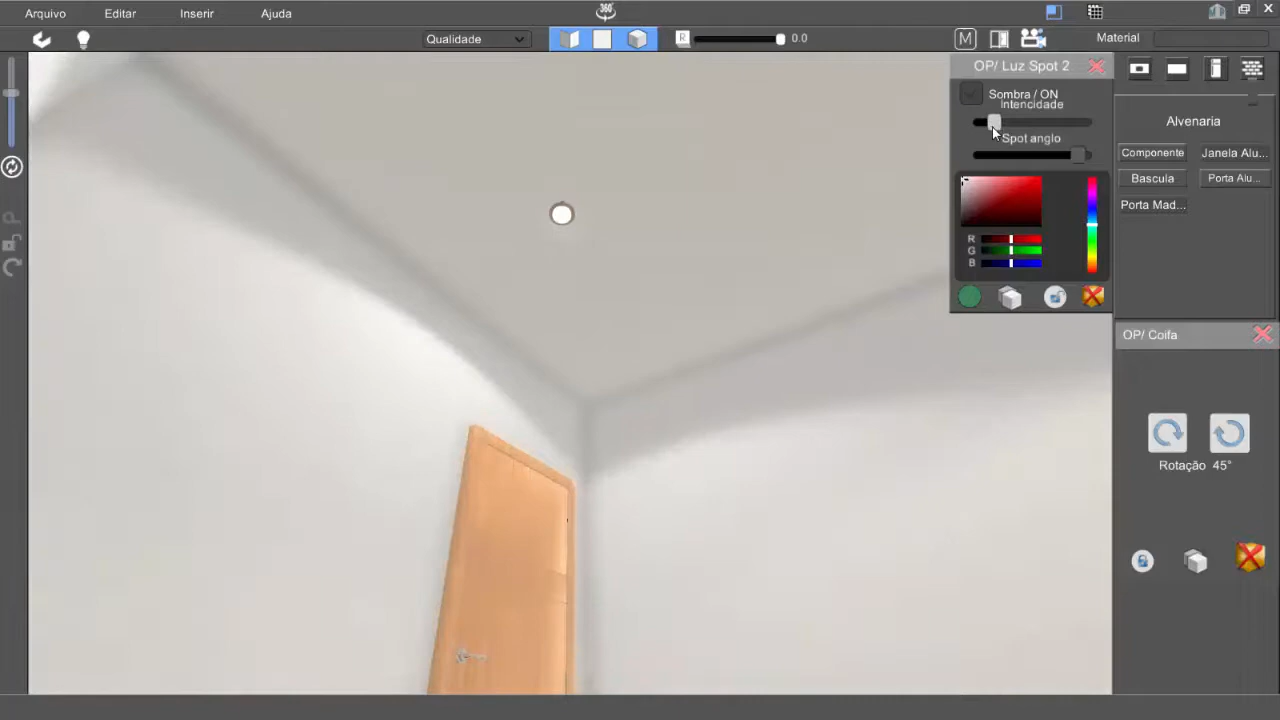 Arquivo Editar Inserir Ajuda
360°
Qualidade R 0.0 M Material
OP/ Luz Spot 2
Sombra / ON
Intencidade
Spot anglo
R
G
B
Alvenaria
Componente Janela Alu...
Bascula Porta Alu...
Porta Mad...
OP/ Coifa
Rotação 45°